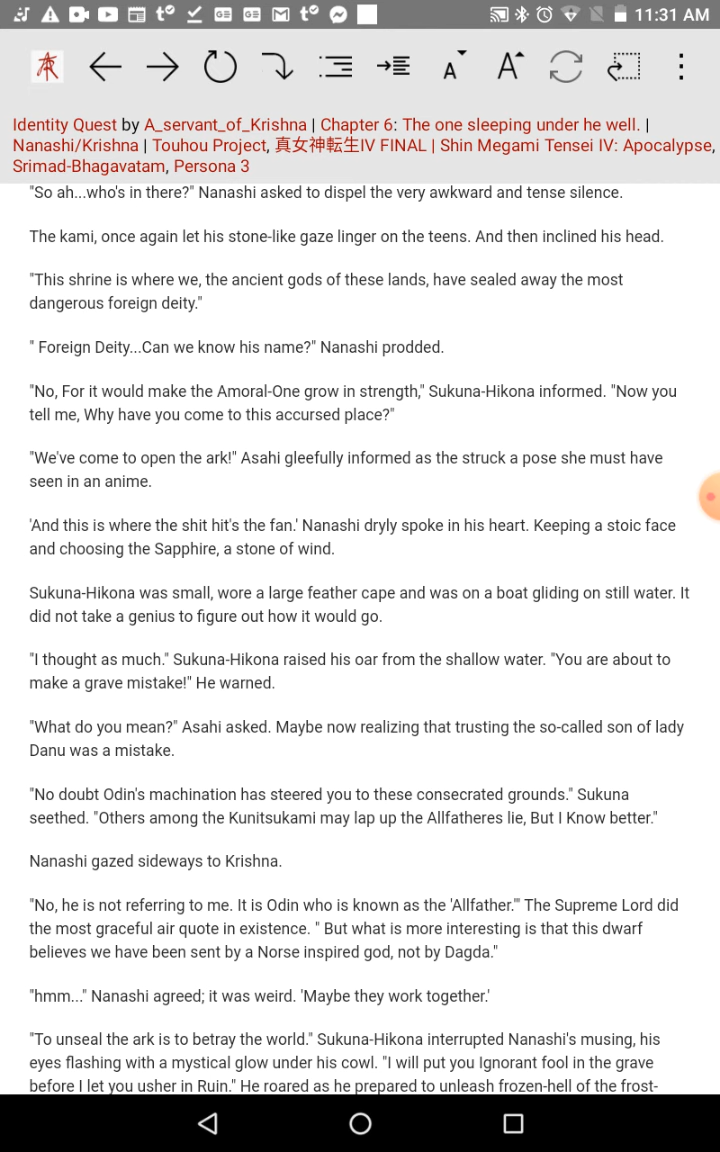 11:31 AM
Identity Quest by A_servant_of_Krishna | Chapter 6: The one sleeping under he well. |
Nanashi/Krishna | Touhou Project, 真女神転生IV FINAL | Shin Megami Tensei IV: Apocalypse,
Srimad-Bhagavatam, Persona 3
"So ah...who's in there?" Nanashi asked to dispel the very awkward and tense silence.
The kami, once again let his stone-like gaze linger on the teens. And then inclined his head.
"This shrine is where we, the ancient gods of these lands, have sealed away the most
dangerous foreign deity."
" Foreign Deity...Can we know his name?" Nanashi prodded.
"No, For it would make the Amoral-One grow in strength," Sukuna-Hikona informed. "Now you
tell me, Why have you come to this accursed place?"
"We've come to open the ark!" Asahi gleefully informed as the struck a pose she must have
seen in an anime.
'And this is where the shit hit's the fan.' Nanashi dryly spoke in his heart. Keeping a stoic face
and choosing the Sapphire, a stone of wind.
Sukuna-Hikona was small, wore a large feather cape and was on a boat gliding on still water. It
did not take a genius to figure out how it would go.
"I thought as much." Sukuna-Hikona raised his oar from the shallow water. "You are about to
make a grave mistake!" He warned.
"What do you mean?" Asahi asked. Maybe now realizing that trusting the so-called son of lady
Danu was a mistake.
"No doubt Odin's machination has steered you to these consecrated grounds." Sukuna
seethed. "Others among the Kunitsukami may lap up the Allfatheres lie, But I Know better."
Nanashi gazed sideways to Krishna.
"No, he is not referring to me. It is Odin who is known as the 'Allfather.'" The Supreme Lord did
the most graceful air quote in existence. " But what is more interesting is that this dwarf
believes we have been sent by a Norse inspired god, not by Dagda."
"hmm..." Nanashi agreed; it was weird. 'Maybe they work together.'
"To unseal the ark is to betray the world." Sukuna-Hikona interrupted Nanashi's musing, his
eyes flashing with a mystical glow under his cowl. "I will put you Ignorant fool in the grave
before I let you usher in Ruin." He roared as he prepared to unleash frozen-hell of the frost-